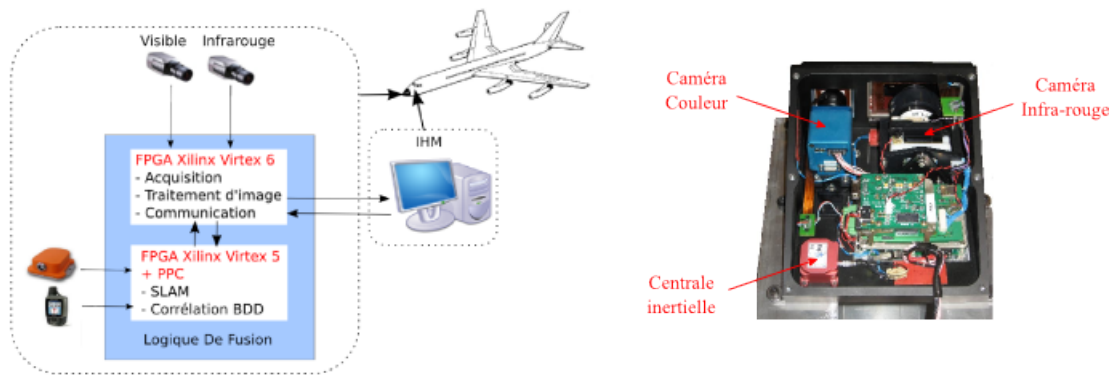 Visible
Infrarouge
IHM
FPGA Xilinx Virtex 6
- Acquisition
- Traitement d'image
- Communication
FPGA Xilinx Virtex 5
+ PPC
- SLAM
- Corrélation BDD
Logique De Fusion
Caméra
Couleur
Caméra
Infra-rouge
Centrale
inertielle